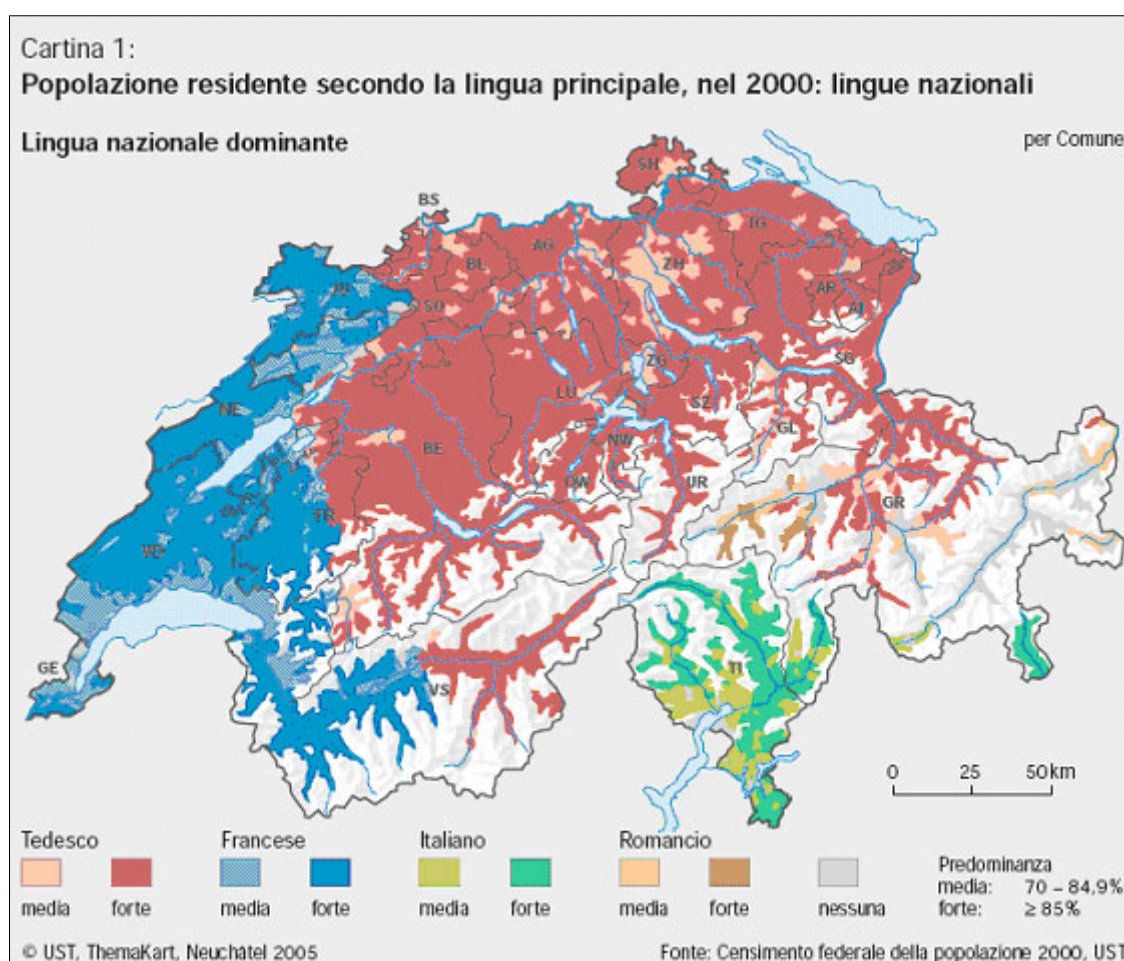 Cartina 1:
Popolazione residente secondo la lingua principale, nel 2000: lingue nazionali
Lingua nazionale dominante
per Comune
SH
BS
TG
BL
AG
ZH
JU
SO
AR
AI
SG
ZG
NE
LU
SZ
GL
BE
NW
OW
UR
FR
GR
VD
GE
VS
TI
0 25 50 km
Tedesco Francese Italiano Romancio
Predominanza
media: 70 – 84,9%
forte: ≥ 85%
media forte media forte media forte media forte nessuna
© UST, ThemaKart, Neuchâtel 2005
Fonte: Censimento federale della popolazione 2000, UST